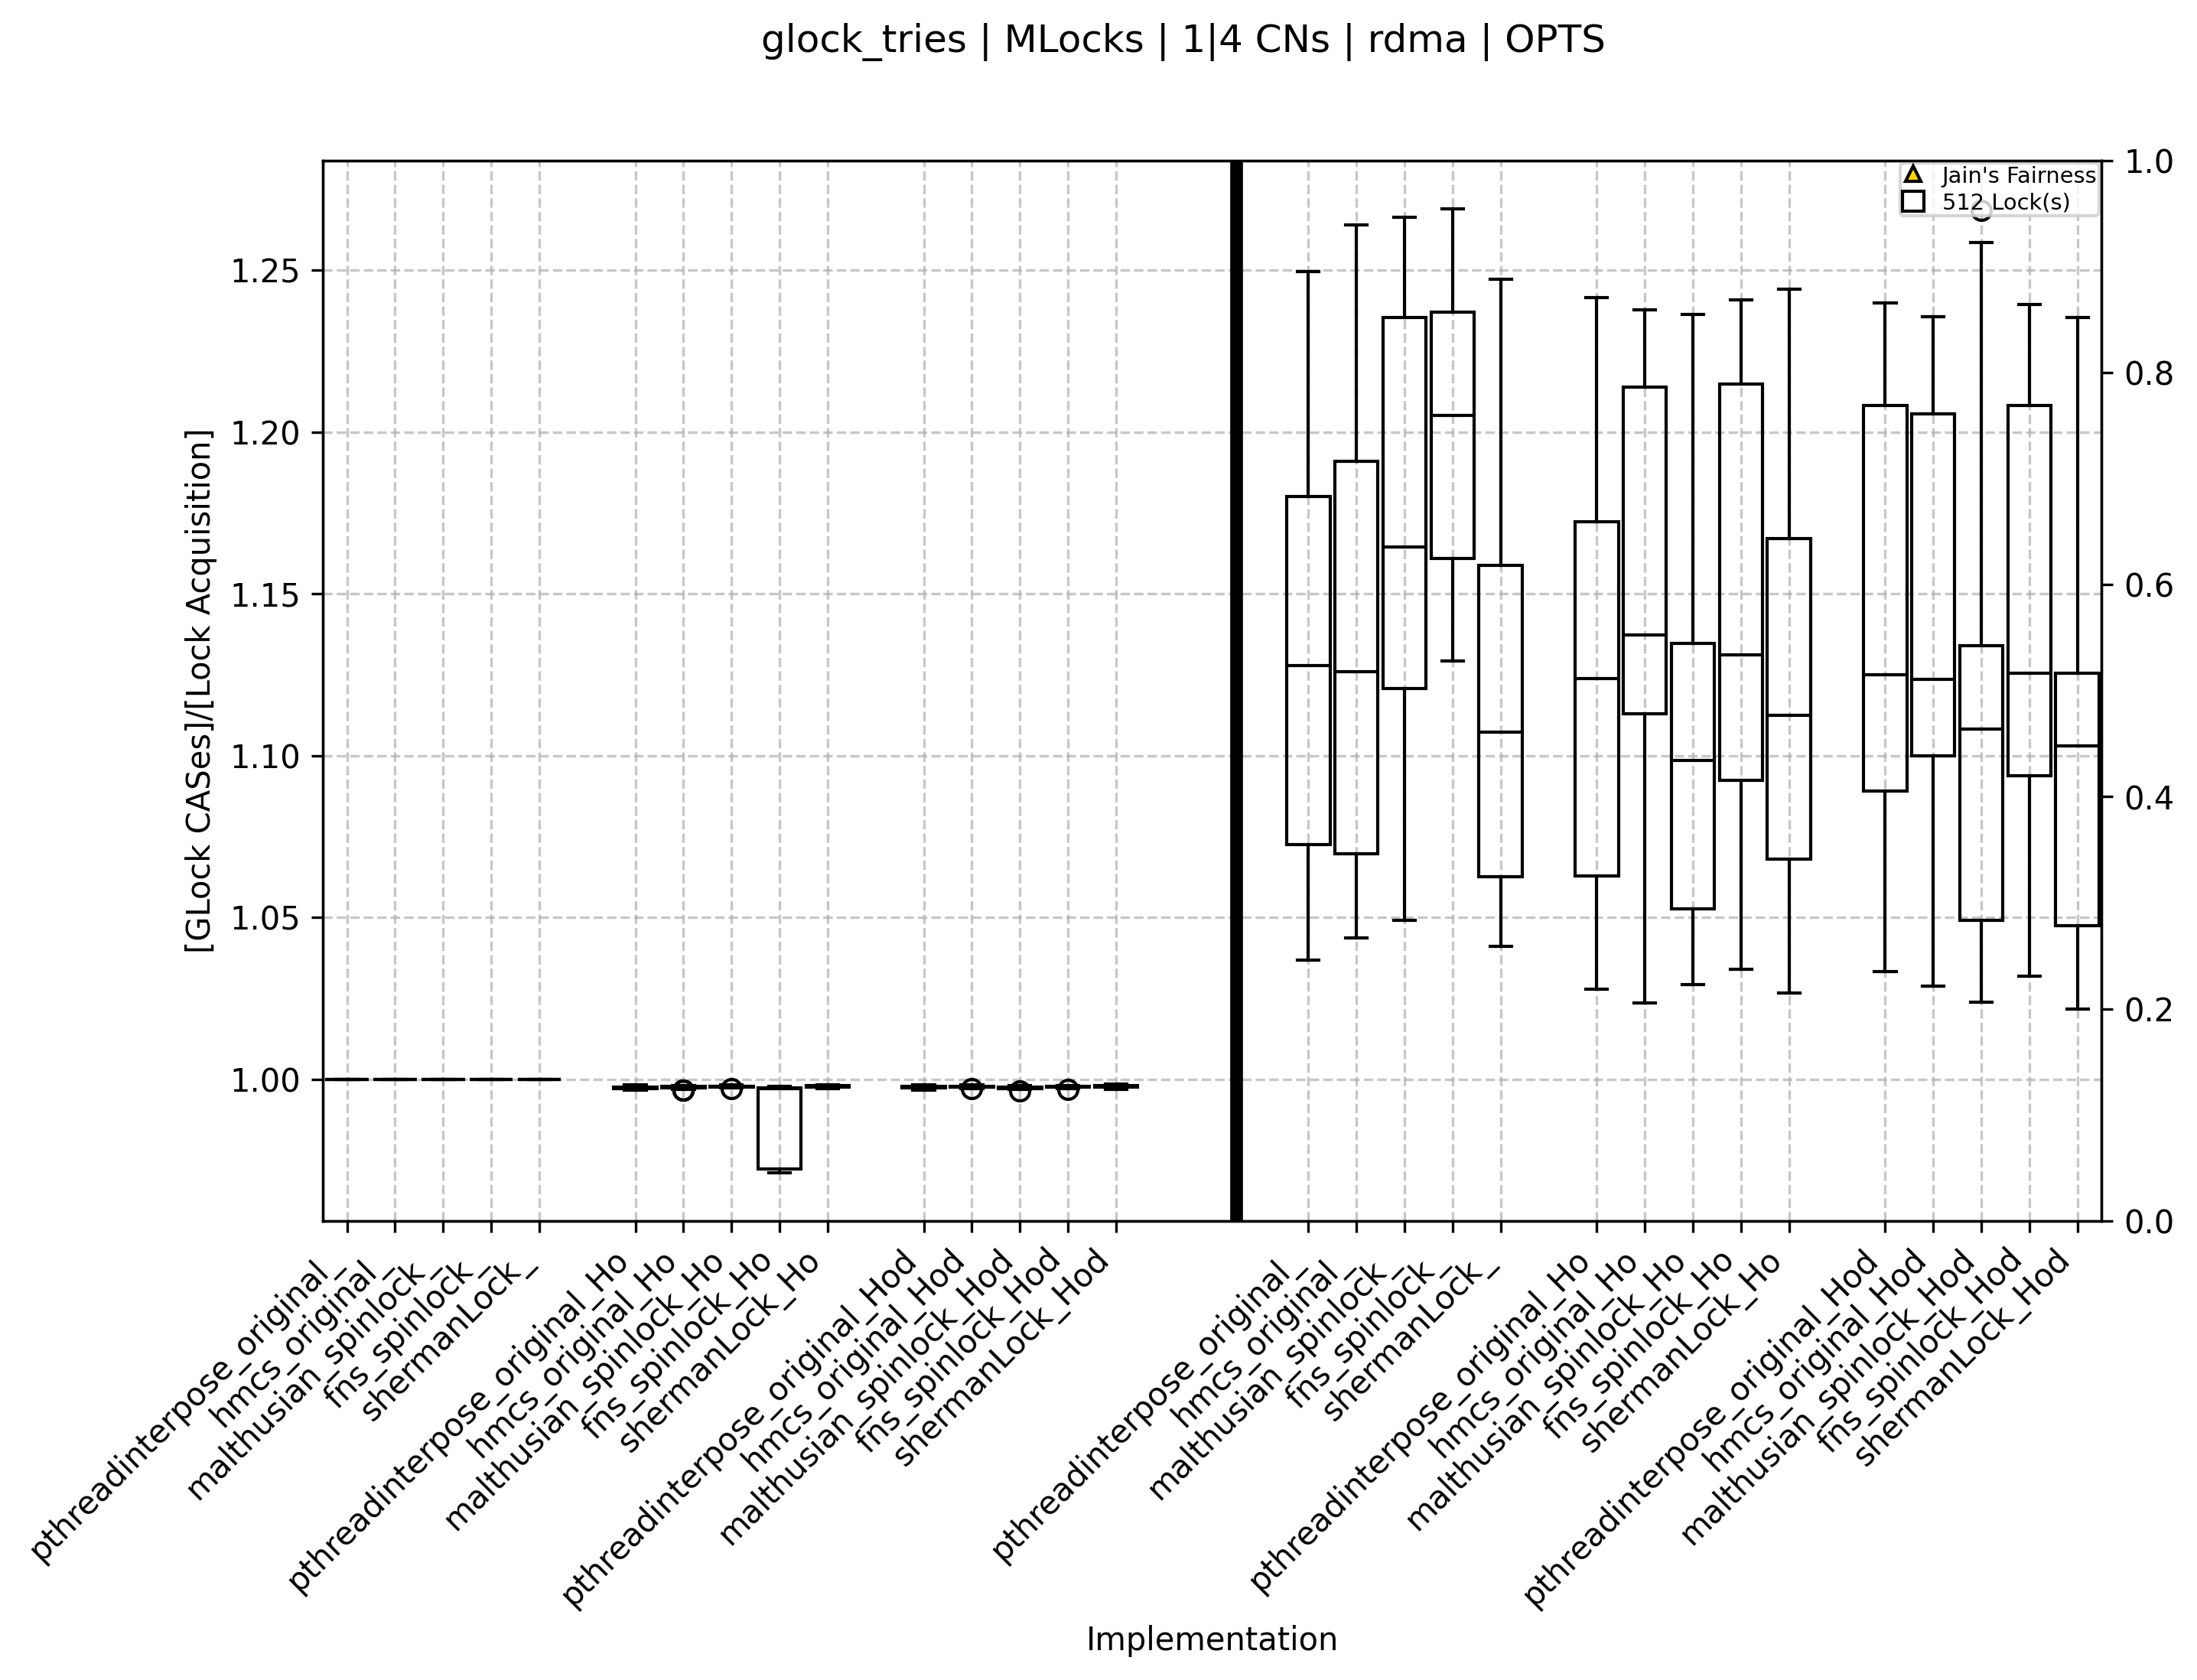 glock_tries | MLocks | 1|4 CNs | rdma | OPTS
Jain's Fairness
512 Lock(s)
[GLock CASes]/[Lock Acquisition]
1.25
1.20
1.15
1.10
1.05
1.00
1.0
0.8
0.6
0.4
0.2
0.0
pthreadinterpose_original_
hmcs_original_
malthusian_spinlock_
fns_spinlock_
shermanLock_
pthreadinterpose_original_Ho
hmcs_original_Ho
malthusian_spinlock_Ho
fns_spinlock_Ho
shermanLock_Ho
pthreadinterpose_original_Hod
hmcs_original_Hod
malthusian_spinlock_Hod
fns_spinlock_Hod
shermanLock_Hod
pthreadinterpose_original_
hmcs_original_
malthusian_spinlock_
fns_spinlock_
shermanLock_
pthreadinterpose_original_Ho
hmcs_original_Ho
malthusian_spinlock_Ho
fns_spinlock_Ho
shermanLock_Ho
pthreadinterpose_original_Hod
hmcs_original_Hod
malthusian_spinlock_Hod
fns_spinlock_Hod
shermanLock_Hod
Implementation